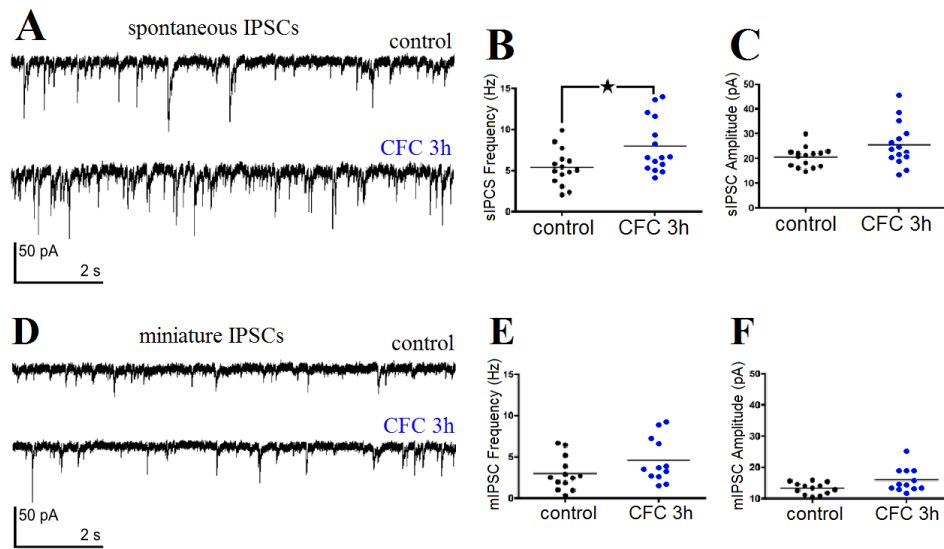 A
spontaneous IPSCs
control
CFC 3h
50 pA
2 s
B
sIPCS Frequency (Hz)
15
10
5
0
control
CFC 3h
C
sIPSC Amplitude (pA)
50
40
30
20
10
0
control
CFC 3h
D
miniature IPSCs
control
CFC 3h
50 pA
2 s
E
mIPSC Frequency (Hz)
15
10
5
0
control
CFC 3h
F
mIPSC Amplitude (pA)
50
40
30
20
10
control
CFC 3h